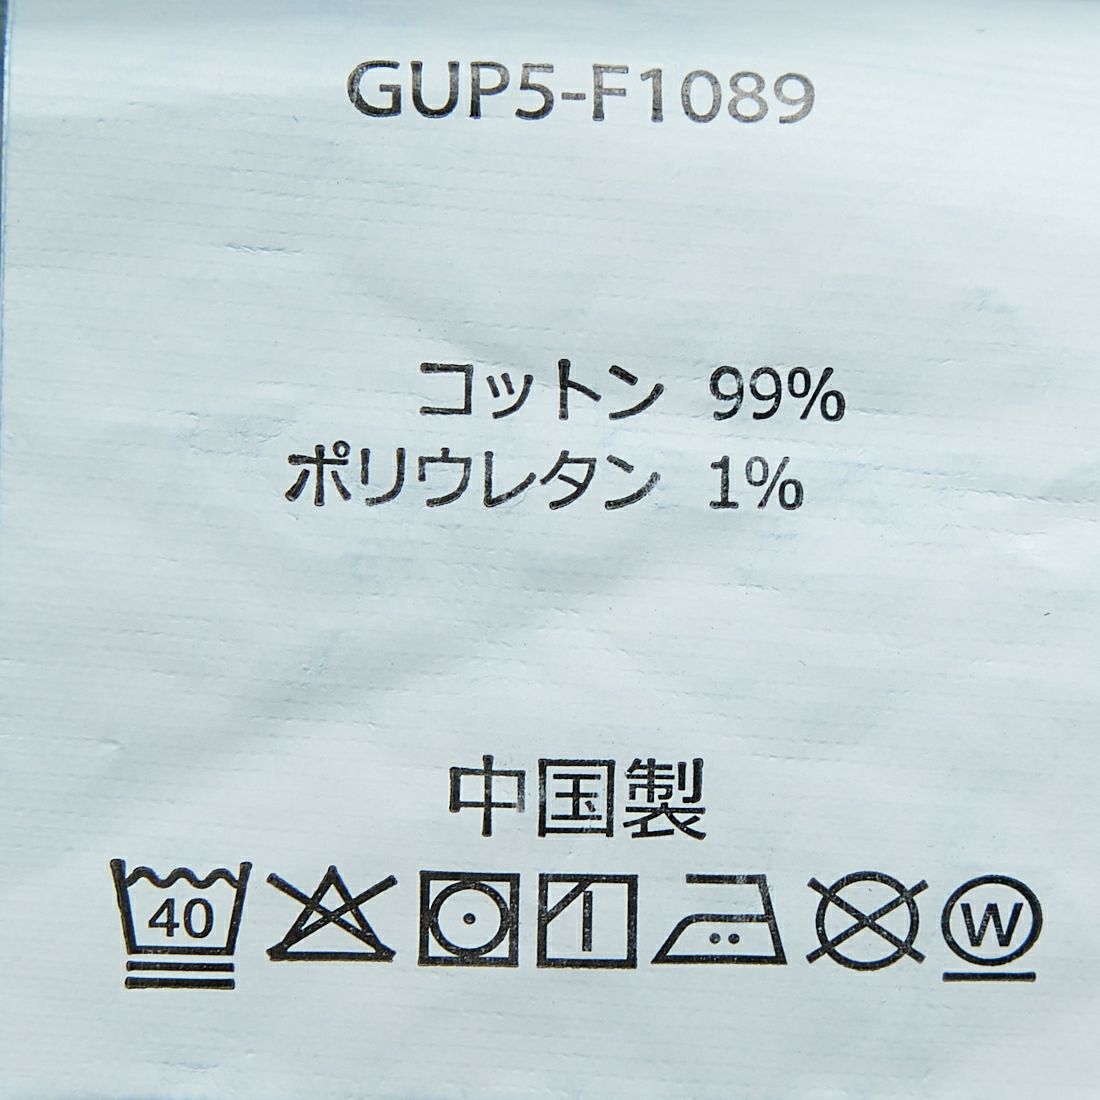 GUP5-F1089
コットン 99%
ポリウレタン 1%
中国製
40 W